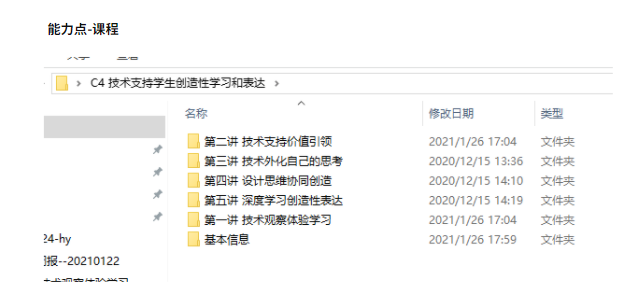 能力点-课程
C4 技术支持学生创造性学习和表达
名称 修改日期 类型
第二讲 技术支持价值引领 2021/1/26 17:04 文件夹
第三讲 技术外化自己的思考 2020/12/15 13:36 文件夹
第四讲 设计思维协同创造 2020/12/15 14:10 文件夹
第五讲 深度学习创造性表达 2020/12/15 14:19 文件夹
第一讲 技术观察体验学习 2021/1/26 17:04 文件夹
基本信息 2021/1/26 17:59 文件夹
24-hy
报--20210122